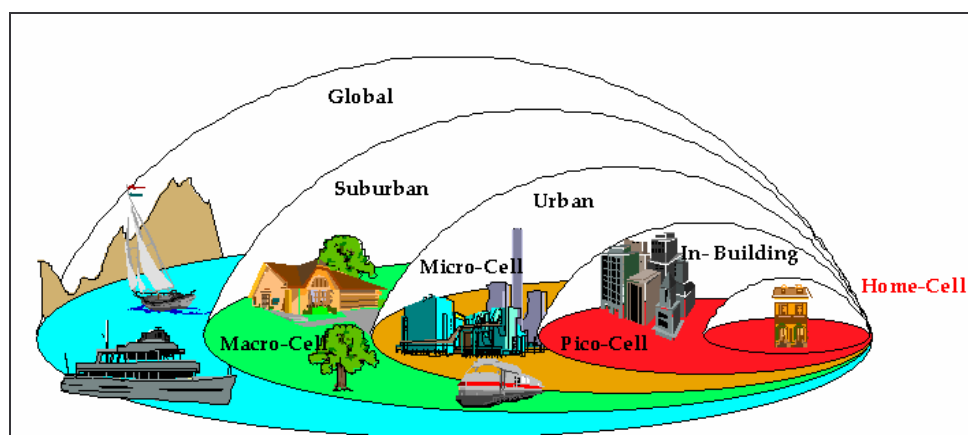 Global
Suburban
Urban
In- Building
Micro-Cell
Home-Cell
Macro-Cell
Pico-Cell